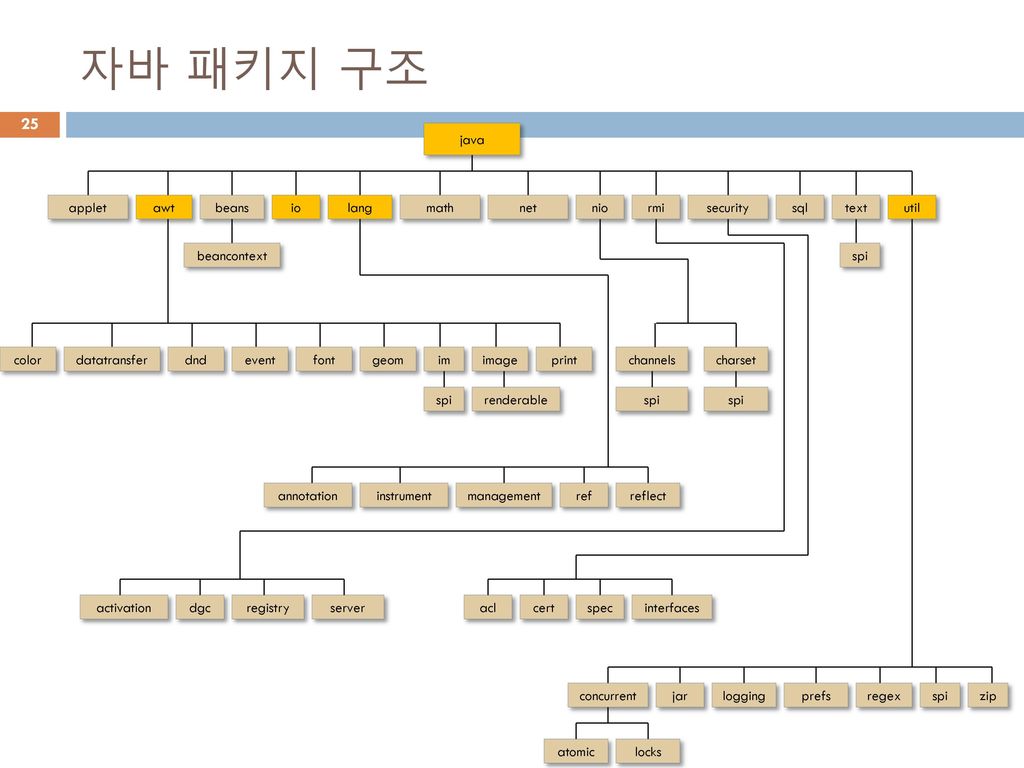 자바 패키지 구조
25
java
applet awt beans io lang math net nio rmi security sql text util
beancontext spi
color datatransfer dnd event font geom im image print channels charset
spi renderable spi spi
annotation instrument management ref reflect
activation dgc registry server acl cert spec interfaces
concurrent jar logging prefs regex spi zip
atomic locks